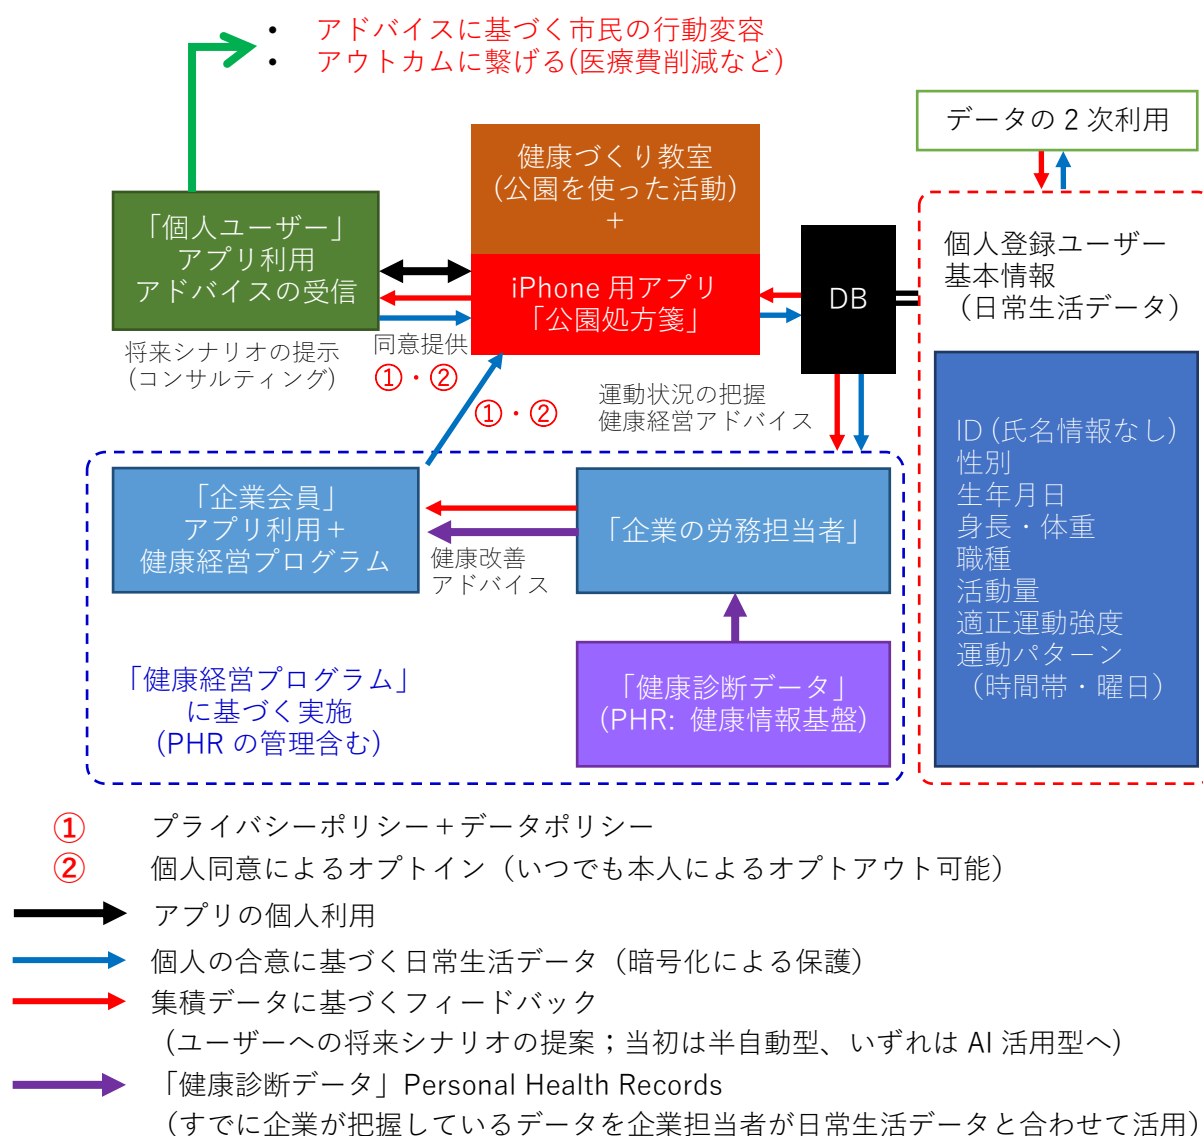 • アドバイスに基づく市民の行動変容
• アウトカムに繋げる(医療費削減など)
データの 2 次利用
健康づくり教室
(公園を使った活動)
+
「個人ユーザー」
アプリ利用
アドバイスの受信
iPhone 用アプリ
「公園処方箋」
DB
個人登録ユーザー
基本情報
(日常生活データ)
将来シナリオの提示
(コンサルティング)
同意提供
①・②
①・②
運動状況の把握
健康経営アドバイス
ID (氏名情報なし)
性別
生年月日
身長・体重
職種
活動量
適正運動強度
運動パターン
(時間帯・曜日)
「企業会員」
アプリ利用+
健康経営プログラム
「企業の労務担当者」
健康改善
アドバイス
「健康経営プログラム」
に基づく実施
(PHR の管理含む)
「健康診断データ」
(PHR: 健康情報基盤)
① プライバシーポリシー+データポリシー
② 個人同意によるオプトイン(いつでも本人によるオプトアウト可能)
アプリの個人利用
個人の合意に基づく日常生活データ(暗号化による保護)
集積データに基づくフィードバック
(ユーザーへの将来シナリオの提案;当初は半自動型、いずれは AI 活用型へ)
「健康診断データ」Personal Health Records
(すでに企業が把握しているデータを企業担当者が日常生活データと合わせて活用)